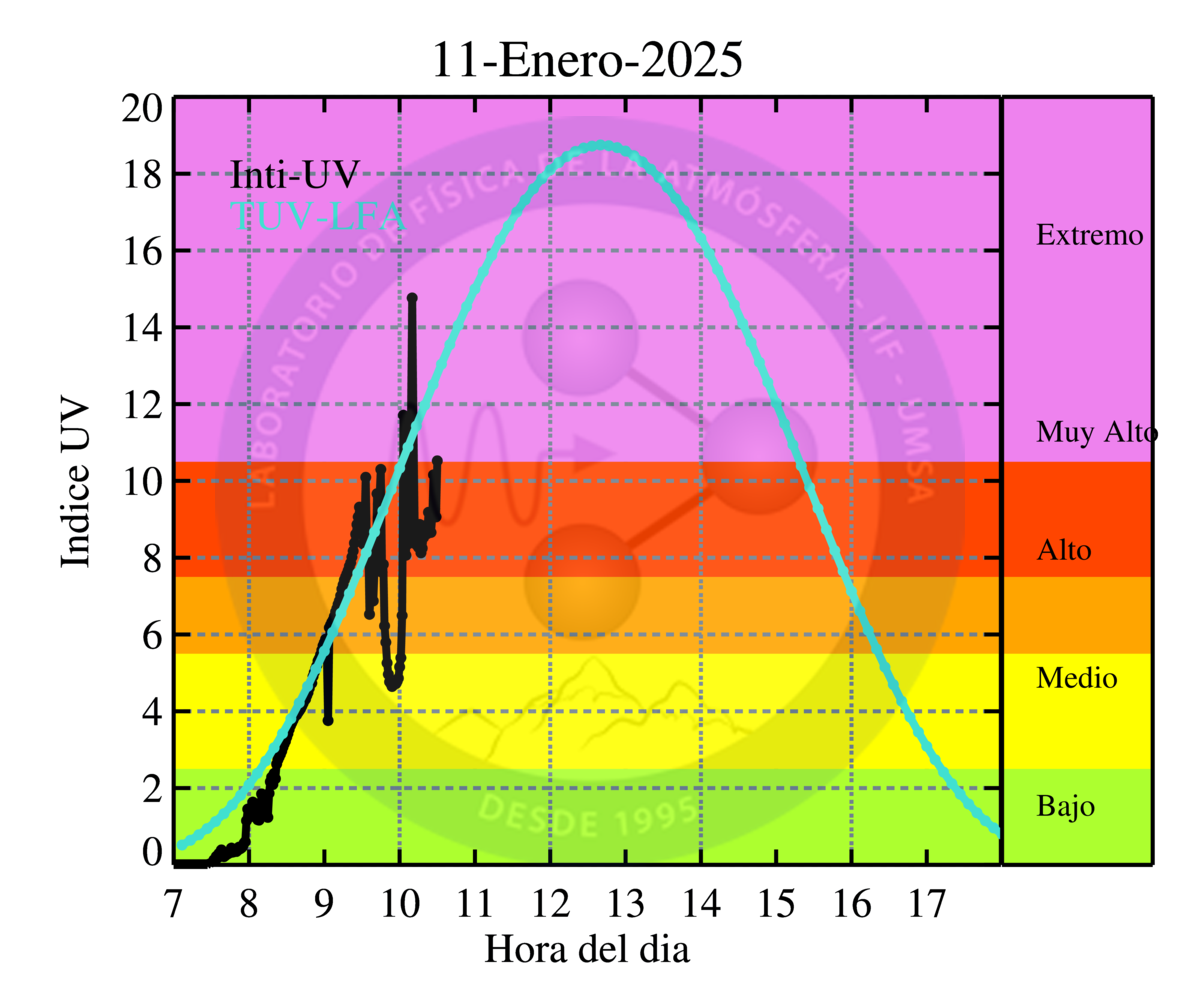 11-Enero-2025
Inti-UV
TUV-LFA
LABORATORIO DE FÍSICA DE LA ATMÓSFERA - IIF - UMSA
DESDE 1995
Indice UV
20
18
16
14
12
10
8
6
4
2
0
Extremo
Muy Alto
Alto
Medio
Bajo
7 8 9 10 11 12 13 14 15 16 17
Hora del dia